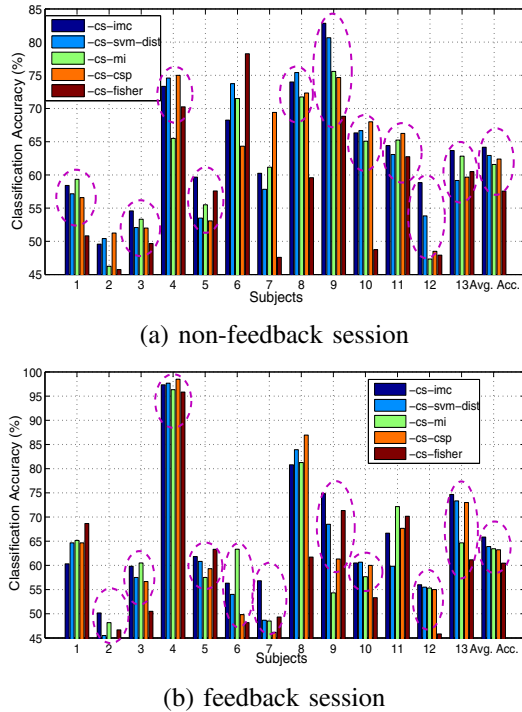 85
80
75
70
65
60
55
50
45
Classification Accuracy (%)
-cs-imc
-cs-svm-dist
-cs-mi
-cs-csp
-cs-fisher
1 2 3 4 5 6 7 8 9 10 11 12 13 Avg. Acc.
Subjects
(a) non-feedback session
100
95
90
85
80
75
70
65
60
55
50
45
Classification Accuracy (%)
-cs-imc
-cs-svm-dist
-cs-mi
-cs-csp
-cs-fisher
1 2 3 4 5 6 7 8 9 10 11 12 13 Avg. Acc.
Subjects
(b) feedback session